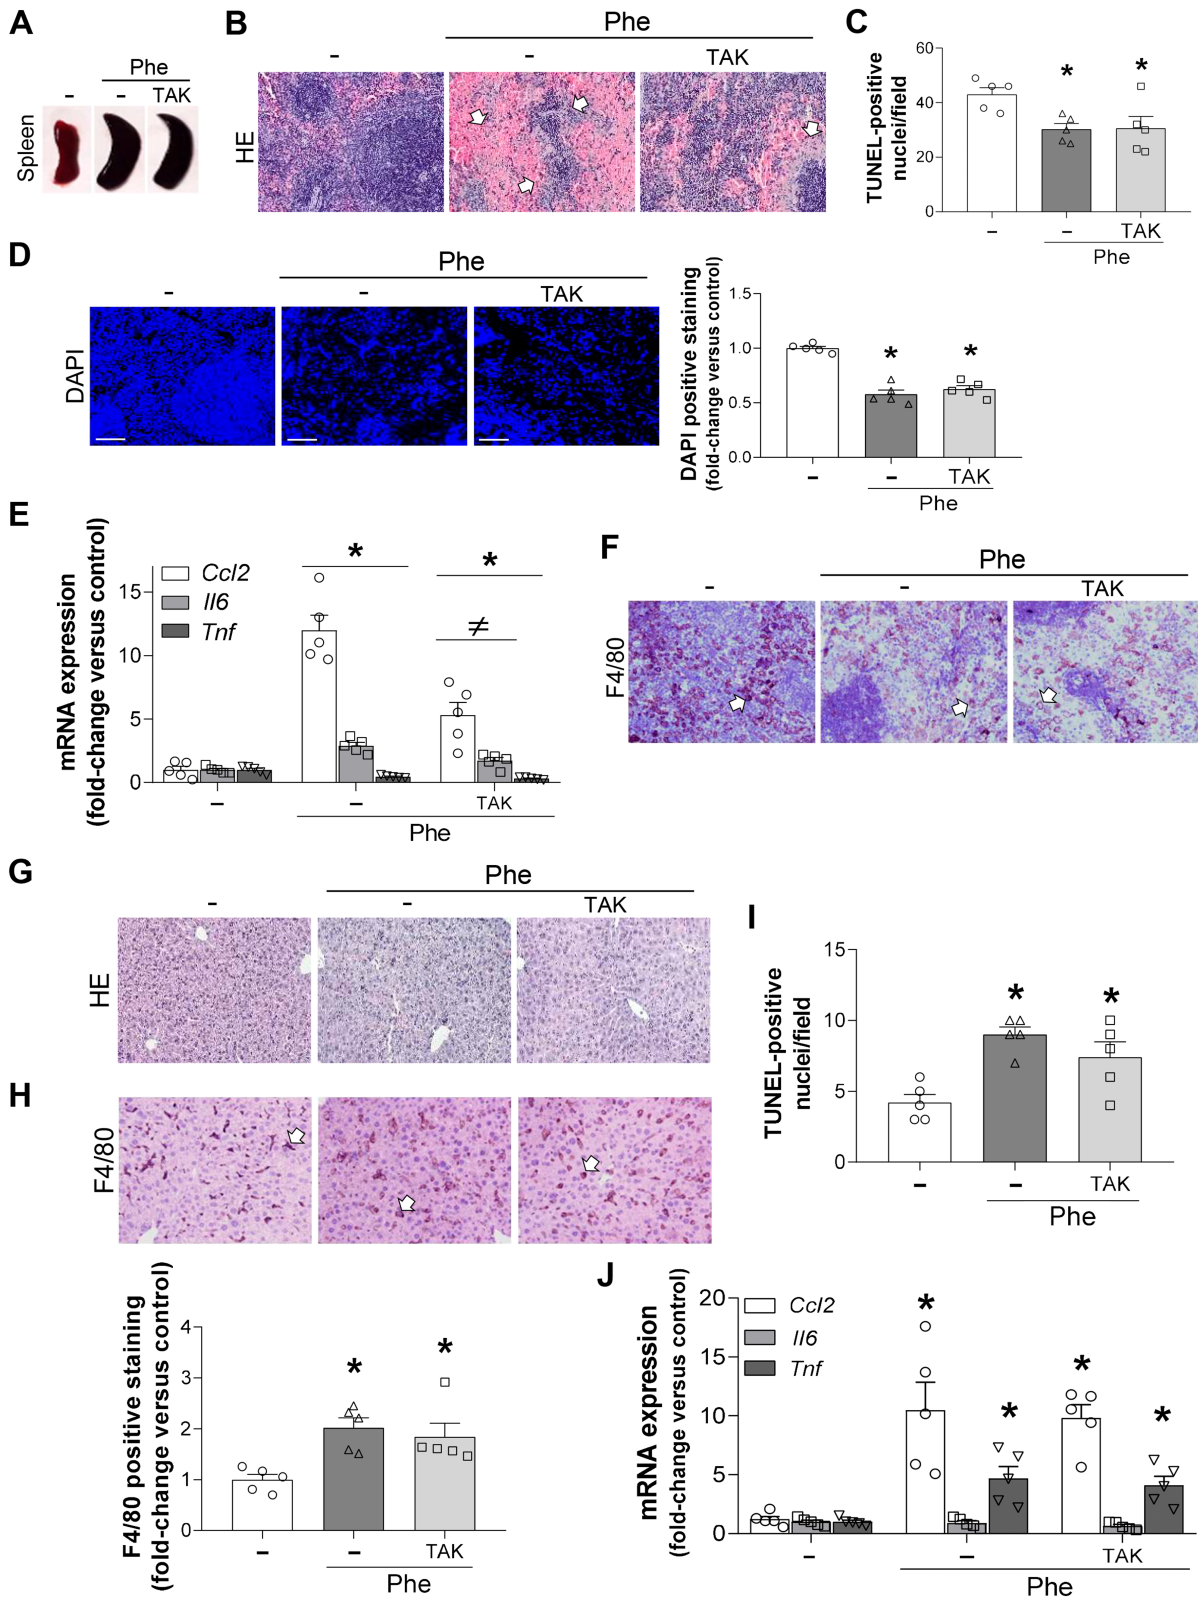 A
Phe
–
–
TAK
Spleen
B
Phe
–
–
TAK
HE
C
TUNEL-positive
nuclei/field
60
40
20
0
*
*
–
–
TAK
Phe
D
Phe
–
–
TAK
DAPI
DAPI positive staining
(fold-change versus control)
1.5
1.0
0.5
0.0
*
*
–
–
TAK
Phe
E
mRNA expression
(fold-change versus control)
15
10
5
0
Ccl2
Il6
Tnf
*
*
≠
–
–
TAK
Phe
F
Phe
–
–
TAK
F4/80
G
Phe
–
–
TAK
HE
H
F4/80
F4/80 positive staining
(fold-change versus control)
4
3
2
1
0
*
*
–
–
TAK
Phe
I
TUNEL-positive
nuclei/field
15
10
5
0
*
*
–
–
TAK
Phe
J
mRNA expression
(fold-change versus control)
20
15
10
5
0
Ccl2
Il6
Tnf
*
*
*
*
–
–
TAK
Phe